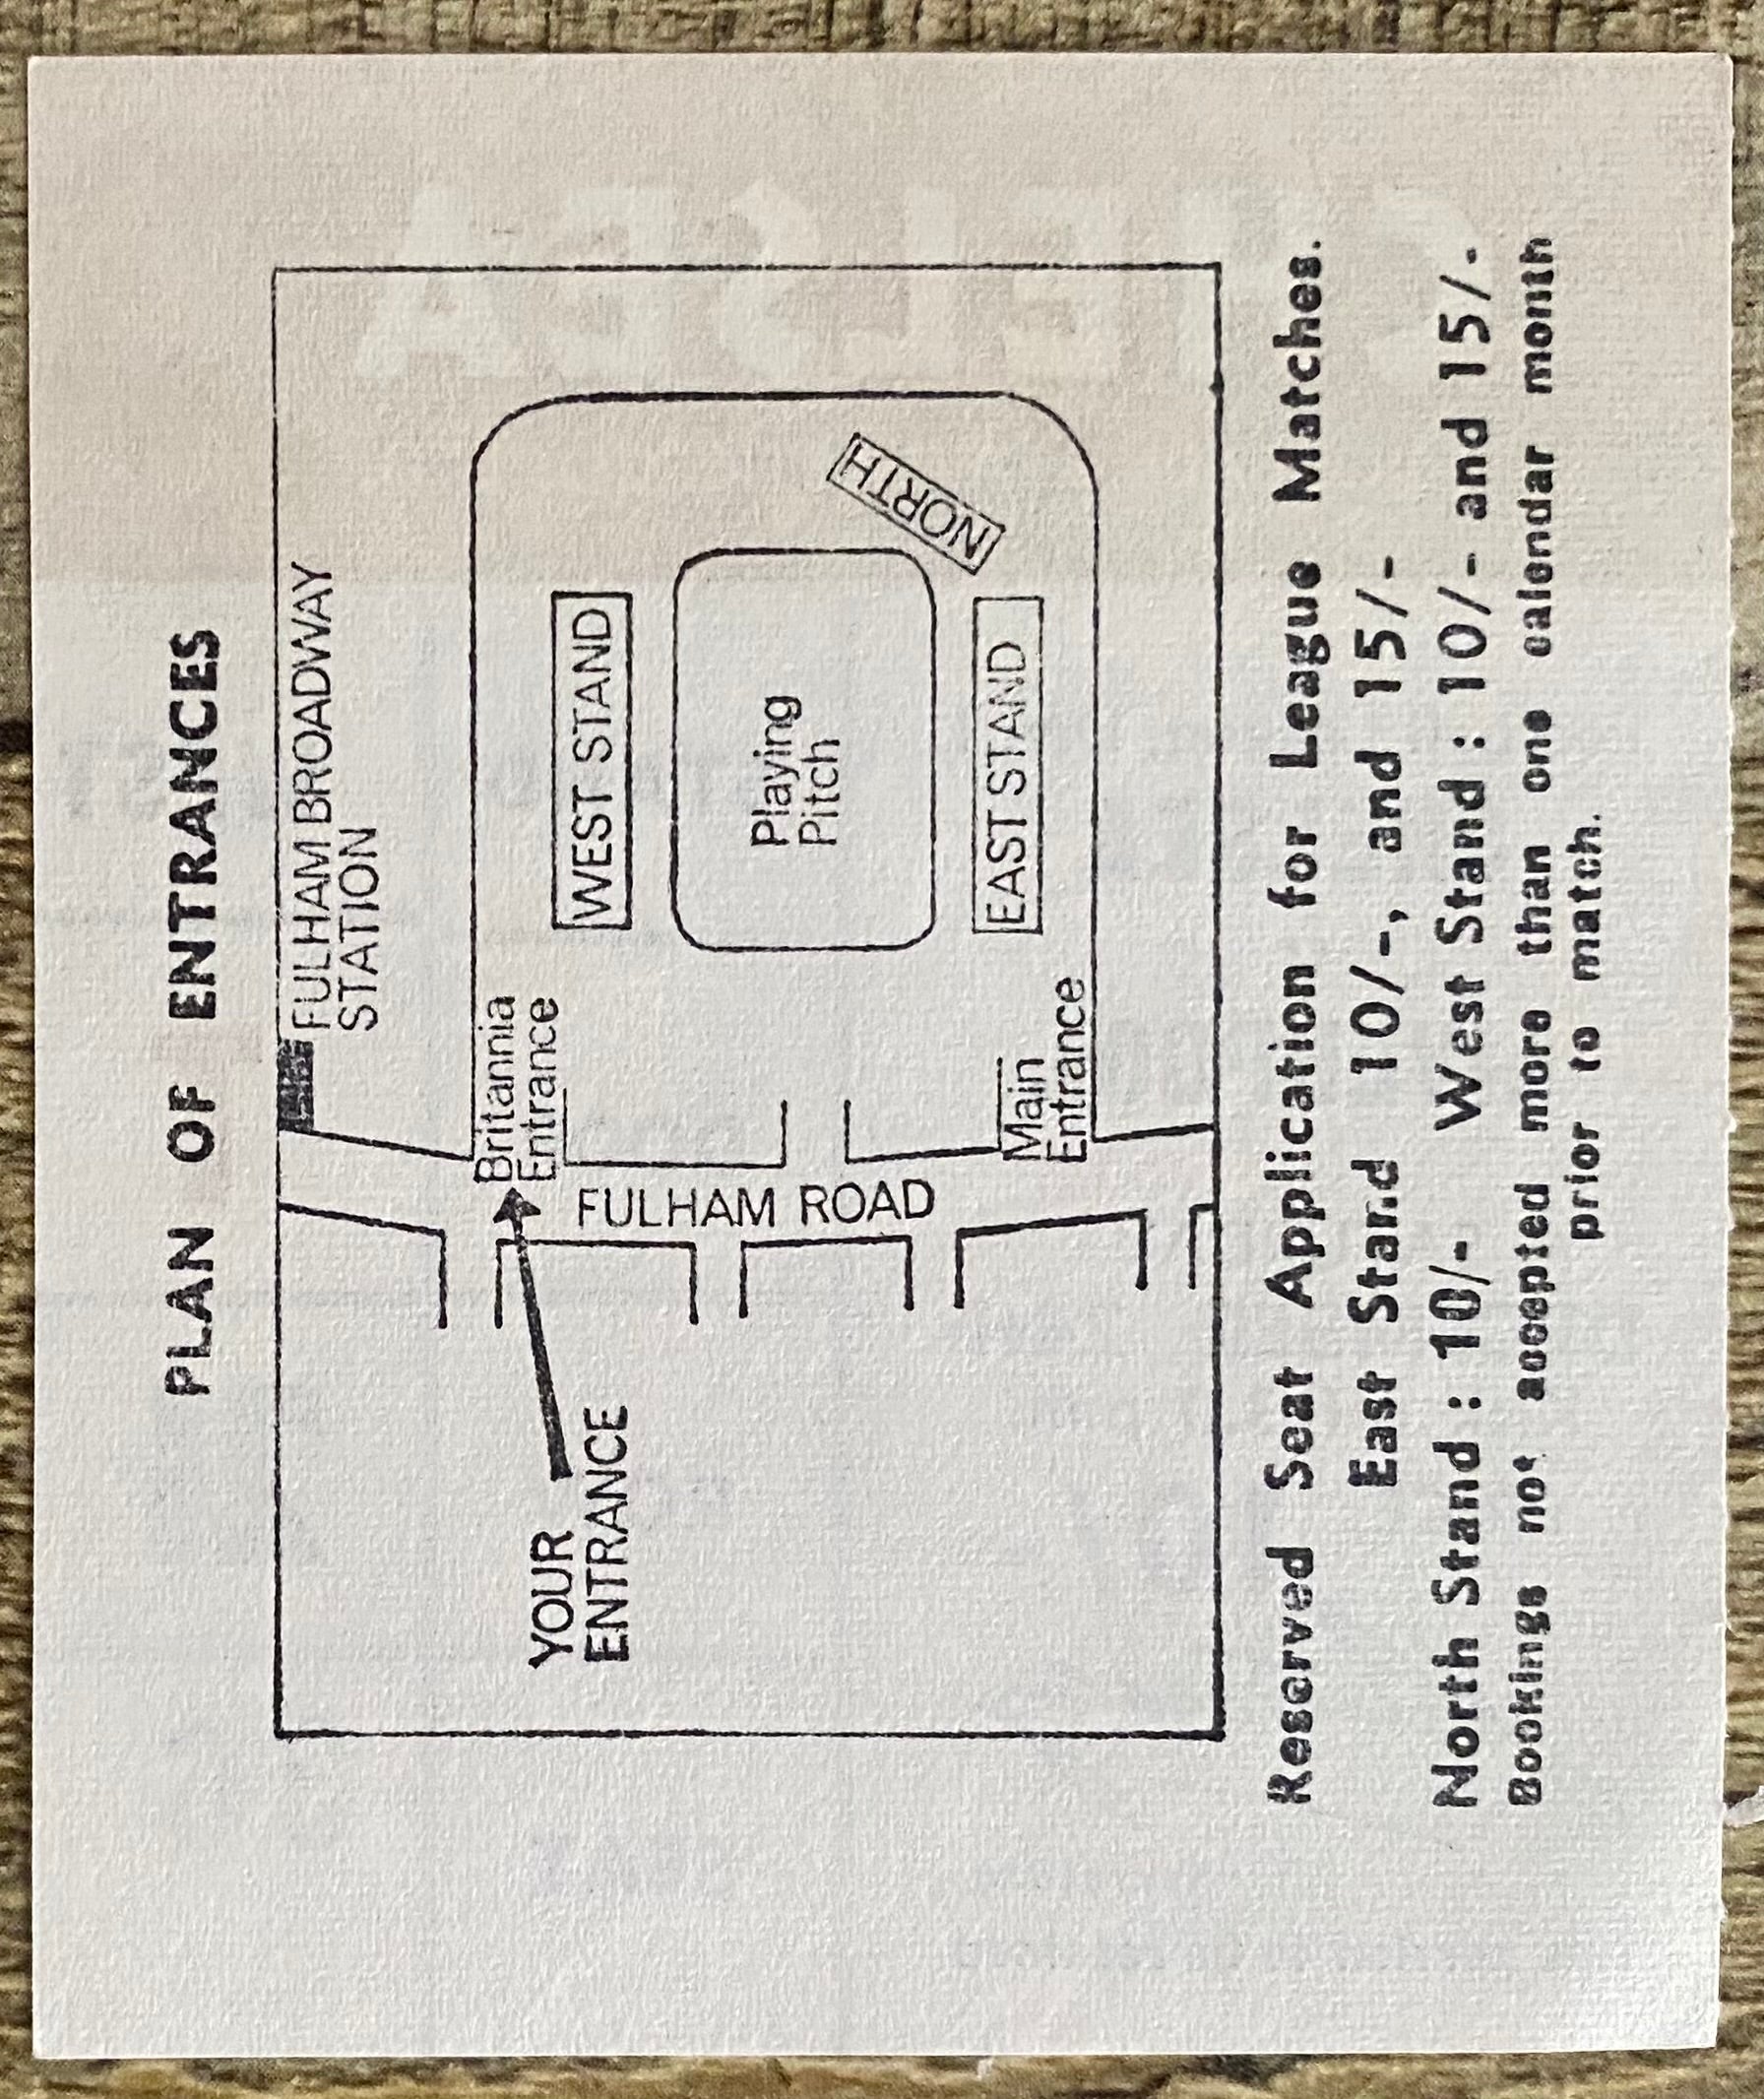 PLAN OF ENTRANCES
FULHAM BROADWAY
STATION
WEST STAND
Britannia
Entrance
YOUR
ENTRANCE
Playing
Pitch
NORTH
FULHAM ROAD
EAST STAND
Main
Entrance
Reserved Seat Application for League Matches.
East Stand 10/-, and 15/-
North Stand : 10/- West Stand : 10/- and 15/-
Bookings not accepted more than one calendar month
prior to match.
CHELSEA